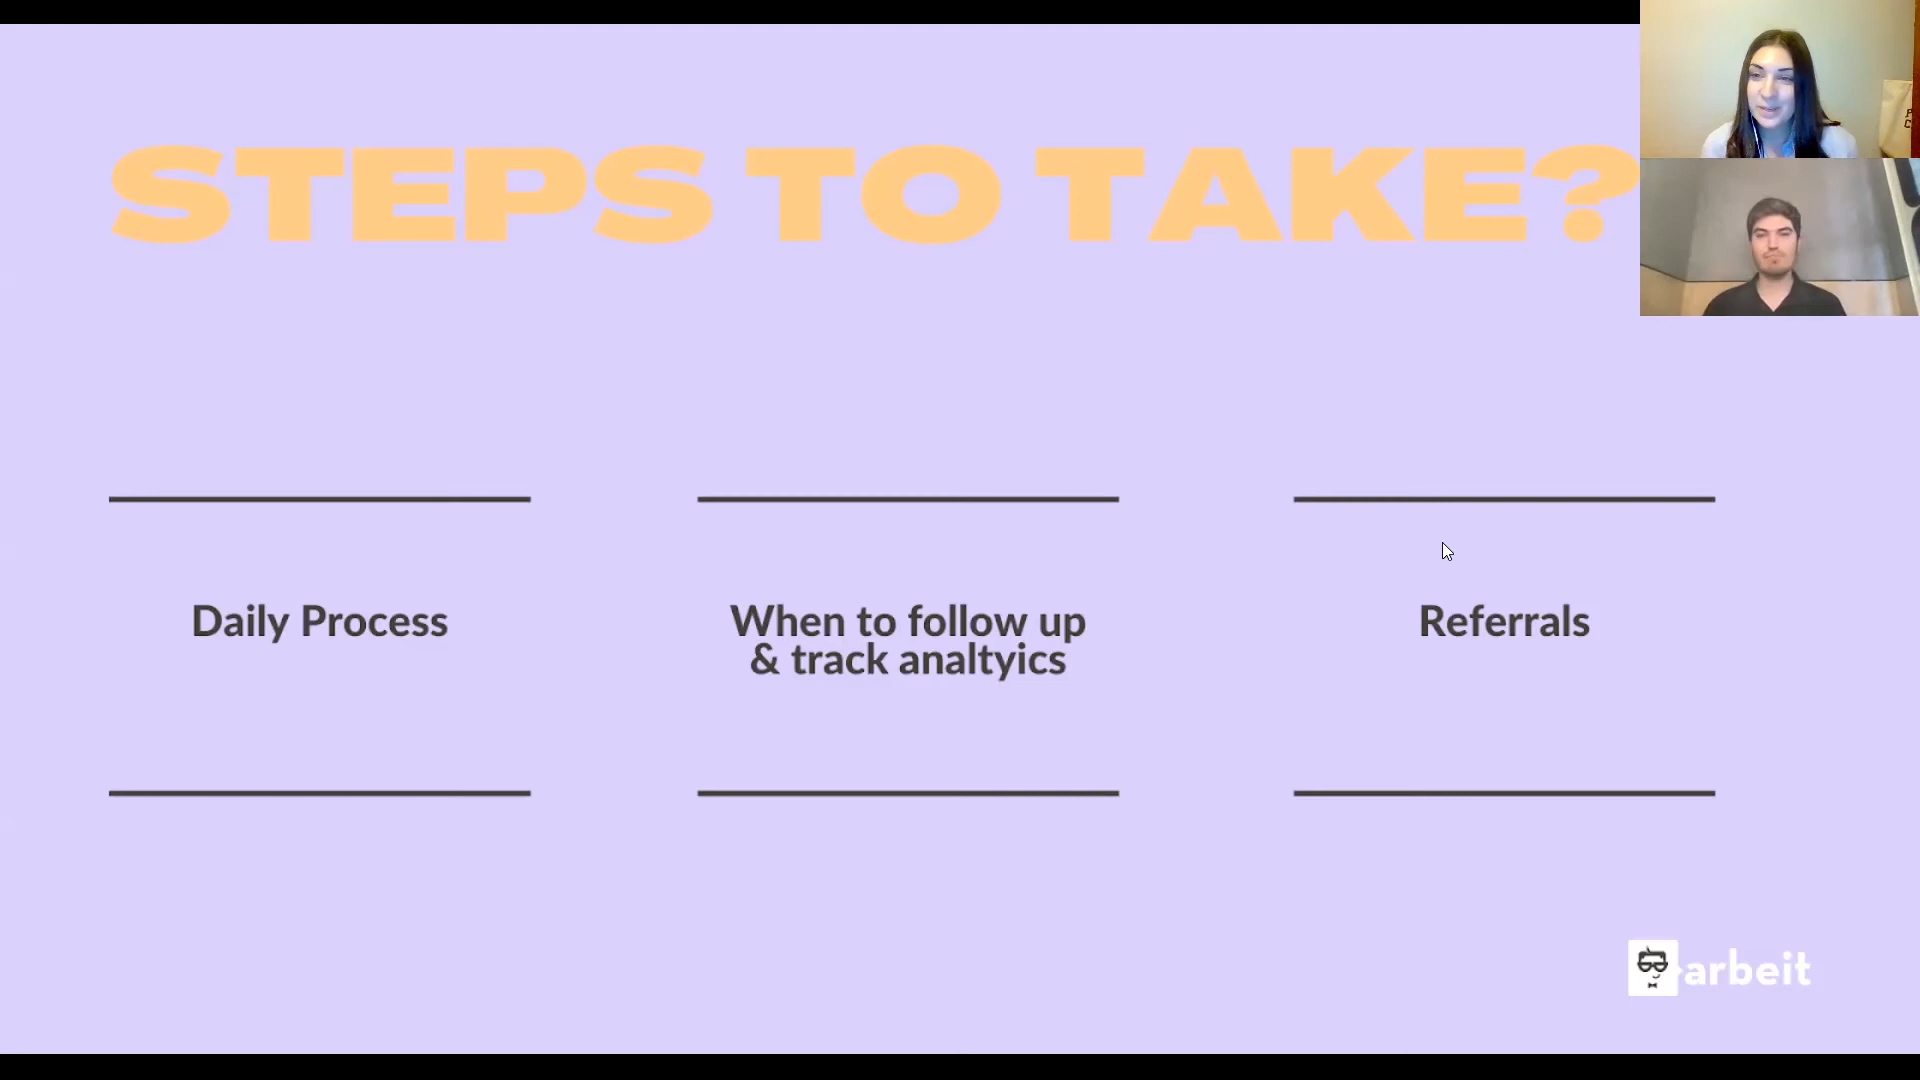 STEPS TO TAKE?
Daily Process
When to follow up
& track analtyics
Referrals
arbeit